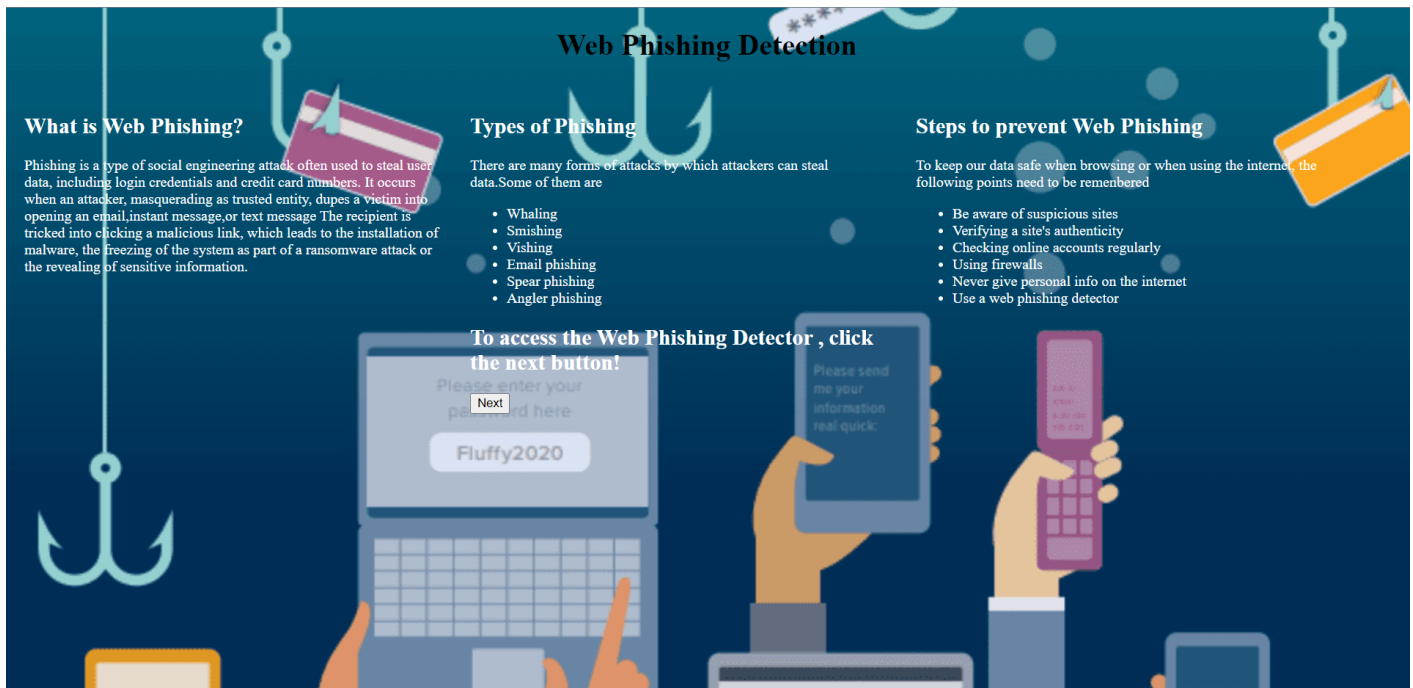 ****
Web Phishing Detection
What is Web Phishing?
Phishing is a type of social engineering attack often used to steal user
data, including login credentials and credit card numbers. It occurs
when an attacker, masquerading as trusted entity, dupes a victim into
opening an email,instant message,or text message The recipient is
tricked into clicking a malicious link, which leads to the installation of
malware, the freezing of the system as part of a ransomware attack or
the revealing of sensitive information.
Types of Phishing
There are many forms of attacks by which attackers can steal
data.Some of them are
• Whaling
• Smishing
• Vishing
• Email phishing
• Spear phishing
• Angler phishing
To access the Web Phishing Detector , click
the next button!
Next
Steps to prevent Web Phishing
To keep our data safe when browsing or when using the internet, the
following points need to be remenbered
• Be aware of suspicious sites
• Verifying a site's authenticity
• Checking online accounts regularly
• Using firewalls
• Never give personal info on the internet
• Use a web phishing detector
Please enter your
password here
Fluffy2020
Please send
me your
information
real quick: